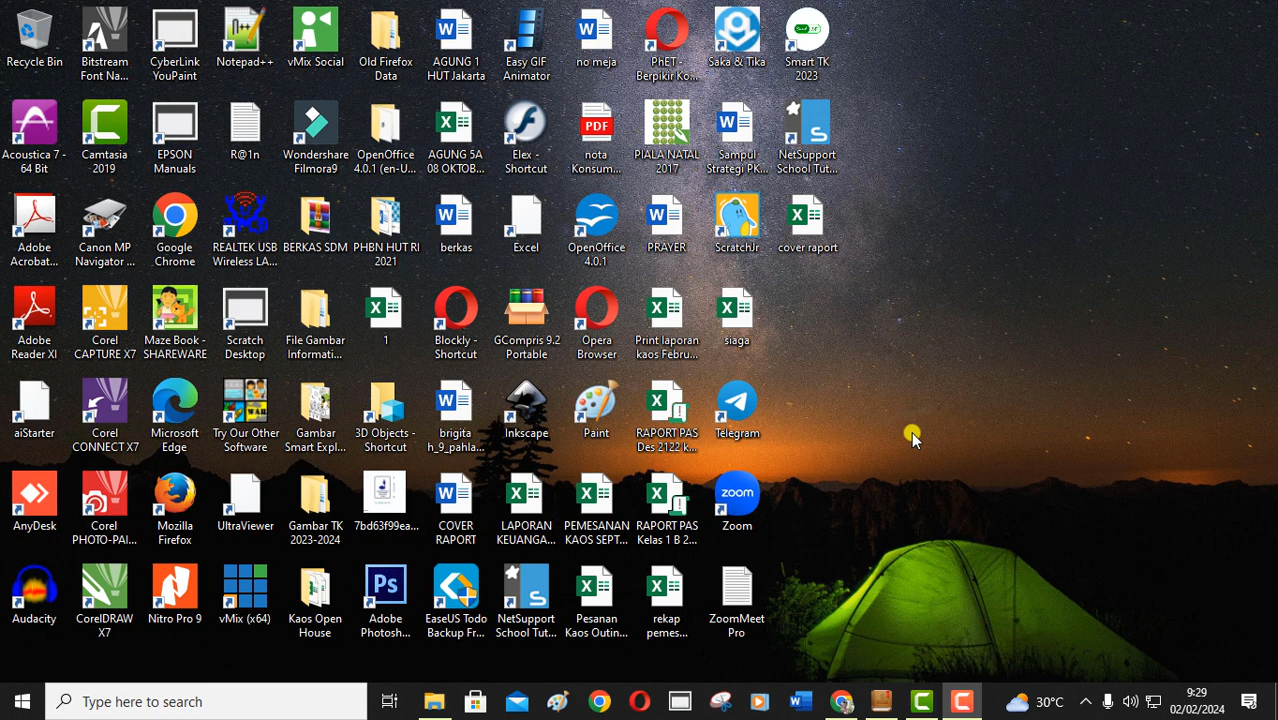 Recycle Bin
Bitstream
Font Na...
CyberLink
YouPaint
Notepad++
vMix Social
Old Firefox
Data
AGUNG 1
HUT Jakarta
Easy GIF
Animator
no meja
PhET -
Berpikir Ko...
Saka & Tika
Smart TK
2023
Acoustica 7 -
64 Bit
Camtasia
2019
EPSON
Manuals
R@1n
Wondershare
Filmora9
OpenOffice
4.0.1 (en-U...
AGUNG 5A
08 OKTOB...
Elex -
Shortcut
PDF
nota
Konsum...
PIALA NATAL
2017
Sampul
Strategi PK...
NetSupport
School Tut...
Adobe
Acrobat...
Canon MP
Navigator ...
Google
Chrome
REALTEK USB
Wireless LA...
BERKAS SDM
PHBN HUT RI
2021
berkas
Excel
OpenOffice
4.0.1
PRAYER
ScratchJr
cover raport
Adobe
Reader XI
Corel
CAPTURE X7
Maze Book -
SHAREWARE
Scratch
Desktop
File Gambar
Informati...
1
Blockly -
Shortcut
GCompris 9.2
Portable
Opera
Browser
Print laporan
kaos Febru...
siaga
aiStarter
Corel
CONNECT X7
Microsoft
Edge
Try Our Other
Software
Gambar
Smart Expl...
3D Objects -
Shortcut
brigita
h_9_pahla...
Inkscape
Paint
RAPORT PAS
Des 2122 k...
Telegram
AnyDesk
Corel
PHOTO-PAI...
Mozilla
Firefox
UltraViewer
Gambar TK
2023-2024
7bd63f99ea...
COVER
RAPORT
LAPORAN
KEUANGA...
PEMESANAN
KAOS SEPT...
RAPORT PAS
Kelas 1 B 2...
zoom
Zoom
Audacity
CorelDRAW
X7
Nitro Pro 9
vMix (x64)
Kaos Open
House
Ps
Adobe
Photosh...
EaseUS Todo
Backup Fr...
NetSupport
School Tut...
Pesanan
Kaos Outin...
rekap
pemes...
ZoomMeet
Pro
Type here to search
30°C
9:29
02/02/2024